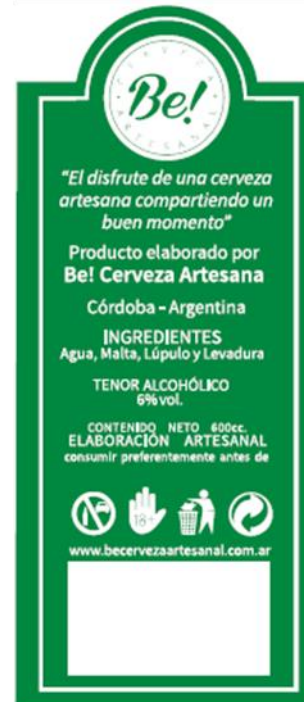 CERVEZA
Be!
ARTESANAL
"El disfrute de una cerveza
artesana compartiendo un
buen momento"
Producto elaborado por
Be! Cerveza Artesana
Córdoba - Argentina
INGREDIENTES
Agua, Malta, Lúpulo y Levadura
TENOR ALCOHÓLICO
6% vol.
CONTENIDO NETO 600cc.
ELABORACIÓN ARTESANAL
consumir preferentemente antes de
18+
www.becervezaartesanal.com.ar